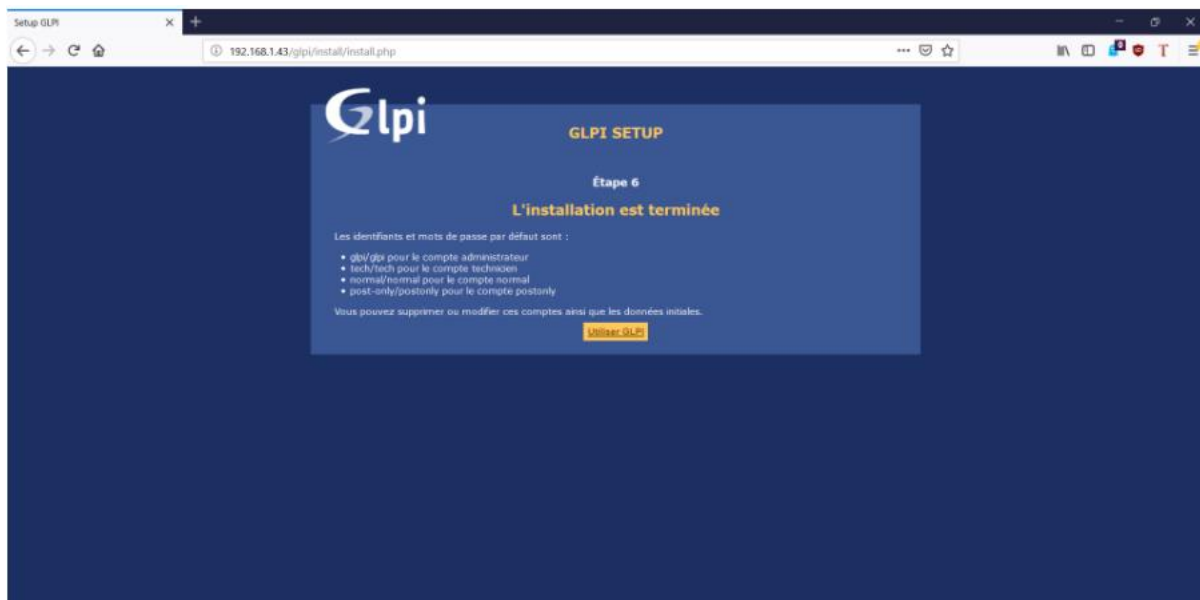 Setup GLPI
192.168.1.43/glpi/install/install.php
Glpi
GLPI SETUP
Étape 6
L'installation est terminée
Les identifiants et mots de passe par défaut sont :
• glpi/glpi pour le compte administrateur
• tech/tech pour le compte technicien
• normal/normal pour le compte normal
• post-only/postonly pour le compte postonly
Vous pouvez supprimer ou modifier ces comptes ainsi que les données initiales.
Utiliser GLPI